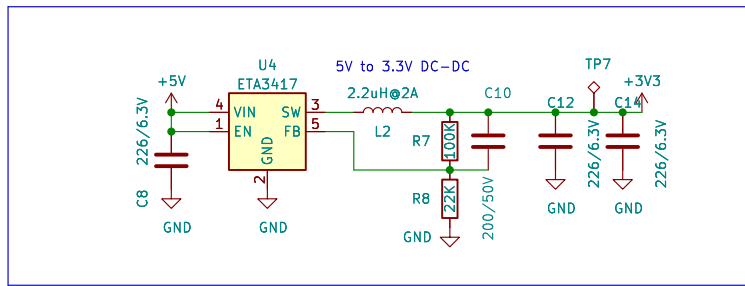 5V to 3.3V DC-DC
U4
ETA3417
+5V
4
VIN
1
EN
GND
2
SW
3
FB
5
226/6.3V
C8
GND
GND
2.2uH@2A
L2
R7
100K
R8
22K
GND
C10
200/50V
C12
226/6.3V
GND
TP7
C14
+3V3
226/6.3V
GND